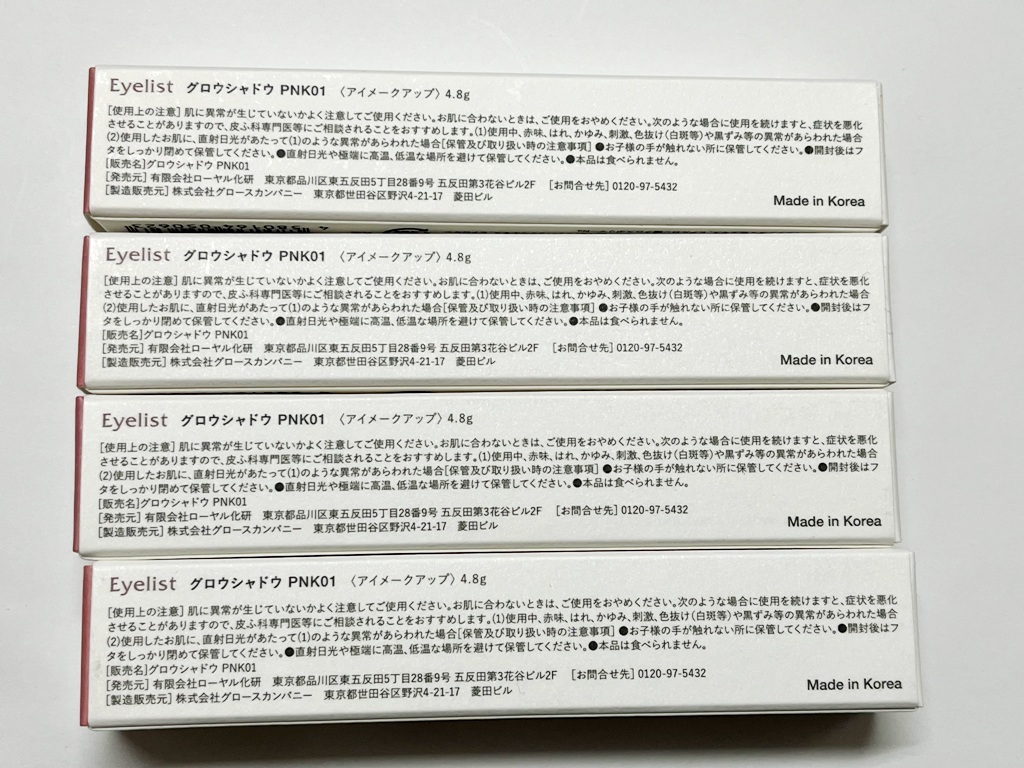 Eyelist グロウシャドウ PNK01 〈アイメークアップ〉 4.8g
[使用上の注意] 肌に異常が生じていないかよく注意してご使用ください。お肌に合わないときは、ご使用をおやめください。次のような場合に使用を続けますと、症状を悪化
させることがありますので、皮ふ科専門医等にご相談されることをおすすめします。(1)使用中、赤味、はれ、かゆみ、刺激、色抜け(白斑等)や黒ずみ等の異常があらわれた場合
(2)使用したお肌に、直射日光があたって(1)のような異常があらわれた場合[保管及び取り扱い時の注意事項] ●お子様の手が触れない所に保管してください。●開封後はフ
タをしっかり閉めて保管してください。●直射日光や極端に高温、低温な場所を避けて保管してください。●本品は食べられません。
[販売名]グロウシャドウ PNK01
[発売元] 有限会社ローヤル化研 東京都品川区東五反田5丁目28番9号 五反田第3花谷ビル2F [お問合せ先] 0120-97-5432
[製造販売元] 株式会社グロースカンパニー 東京都世田谷区野沢4-21-17 菱田ビル
Made in Korea
Eyelist グロウシャドウ PNK01 〈アイメークアップ〉 4.8g
[使用上の注意] 肌に異常が生じていないかよく注意してご使用ください。お肌に合わないときは、ご使用をおやめください。次のような場合に使用を続けますと、症状を悪化
させることがありますので、皮ふ科専門医等にご相談されることをおすすめします。(1)使用中、赤味、はれ、かゆみ、刺激、色抜け(白斑等)や黒ずみ等の異常があらわれた場合
(2)使用したお肌に、直射日光があたって(1)のような異常があらわれた場合[保管及び取り扱い時の注意事項] ●お子様の手が触れない所に保管してください。●開封後はフ
タをしっかり閉めて保管してください。●直射日光や極端に高温、低温な場所を避けて保管してください。●本品は食べられません。
[販売名]グロウシャドウ PNK01
[発売元] 有限会社ローヤル化研 東京都品川区東五反田5丁目28番9号 五反田第3花谷ビル2F [お問合せ先] 0120-97-5432
[製造販売元] 株式会社グロースカンパニー 東京都世田谷区野沢4-21-17 菱田ビル
Made in Korea
Eyelist グロウシャドウ PNK01 〈アイメークアップ〉 4.8g
[使用上の注意] 肌に異常が生じていないかよく注意してご使用ください。お肌に合わないときは、ご使用をおやめください。次のような場合に使用を続けますと、症状を悪化
させることがありますので、皮ふ科専門医等にご相談されることをおすすめします。(1)使用中、赤味、はれ、かゆみ、刺激、色抜け(白斑等)や黒ずみ等の異常があらわれた場合
(2)使用したお肌に、直射日光があたって(1)のような異常があらわれた場合[保管及び取り扱い時の注意事項] ●お子様の手が触れない所に保管してください。●開封後はフ
タをしっかり閉めて保管してください。●直射日光や極端に高温、低温な場所を避けて保管してください。●本品は食べられません。
[販売名]グロウシャドウ PNK01
[発売元] 有限会社ローヤル化研 東京都品川区東五反田5丁目28番9号 五反田第3花谷ビル2F [お問合せ先] 0120-97-5432
[製造販売元] 株式会社グロースカンパニー 東京都世田谷区野沢4-21-17 菱田ビル
Made in Korea
Eyelist グロウシャドウ PNK01 〈アイメークアップ〉 4.8g
[使用上の注意] 肌に異常が生じていないかよく注意してご使用ください。お肌に合わないときは、ご使用をおやめください。次のような場合に使用を続けますと、症状を悪化
させることがありますので、皮ふ科専門医等にご相談されることをおすすめします。(1)使用中、赤味、はれ、かゆみ、刺激、色抜け(白斑等)や黒ずみ等の異常があらわれた場合
(2)使用したお肌に、直射日光があたって(1)のような異常があらわれた場合[保管及び取り扱い時の注意事項] ●お子様の手が触れない所に保管してください。●開封後はフ
タをしっかり閉めて保管してください。●直射日光や極端に高温、低温な場所を避けて保管してください。●本品は食べられません。
[販売名]グロウシャドウ PNK01
[発売元] 有限会社ローヤル化研 東京都品川区東五反田5丁目28番9号 五反田第3花谷ビル2F [お問合せ先] 0120-97-5432
[製造販売元] 株式会社グロースカンパニー 東京都世田谷区野沢4-21-17 菱田ビル
Made in Korea